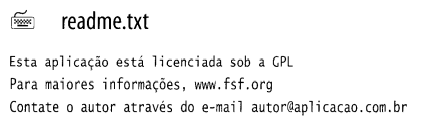 readme.txt
Esta aplicação está licenciada sob a GPL
Para maiores informações, www.fsf.org
Contate o autor através do e-mail autor@aplicacao.com.br